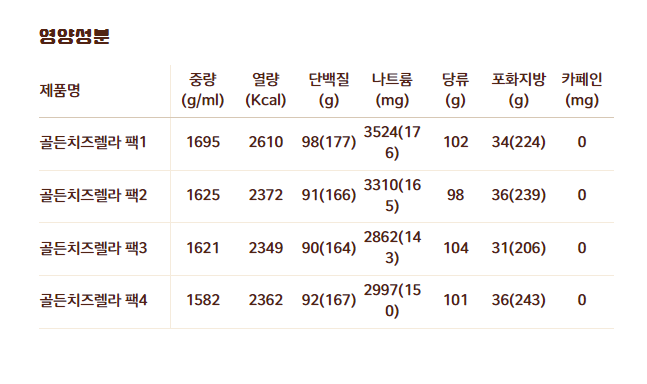 영양성분
제품명 중량 (g/ml) 열량 (Kcal) 단백질 (g) 나트륨 (mg) 당류 (g) 포화지방 (g) 카페인 (mg)
골든치즈렐라 팩1 1695 2610 98(177) 3524(176) 102 34(224) 0
골든치즈렐라 팩2 1625 2372 91(166) 3310(165) 98 36(239) 0
골든치즈렐라 팩3 1621 2349 90(164) 2862(143) 104 31(206) 0
골든치즈렐라 팩4 1582 2362 92(167) 2997(150) 101 36(243) 0